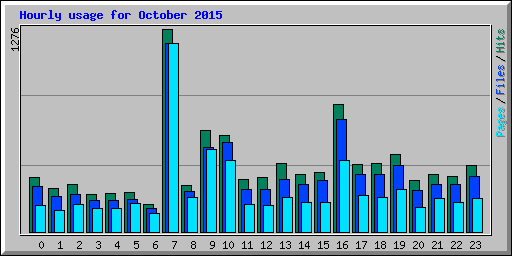 Hourly usage for October 2015
1276
Pages / Files / Hits
0 1 2 3 4 5 6 7 8 9 10 11 12 13 14 15 16 17 18 19 20 21 22 23